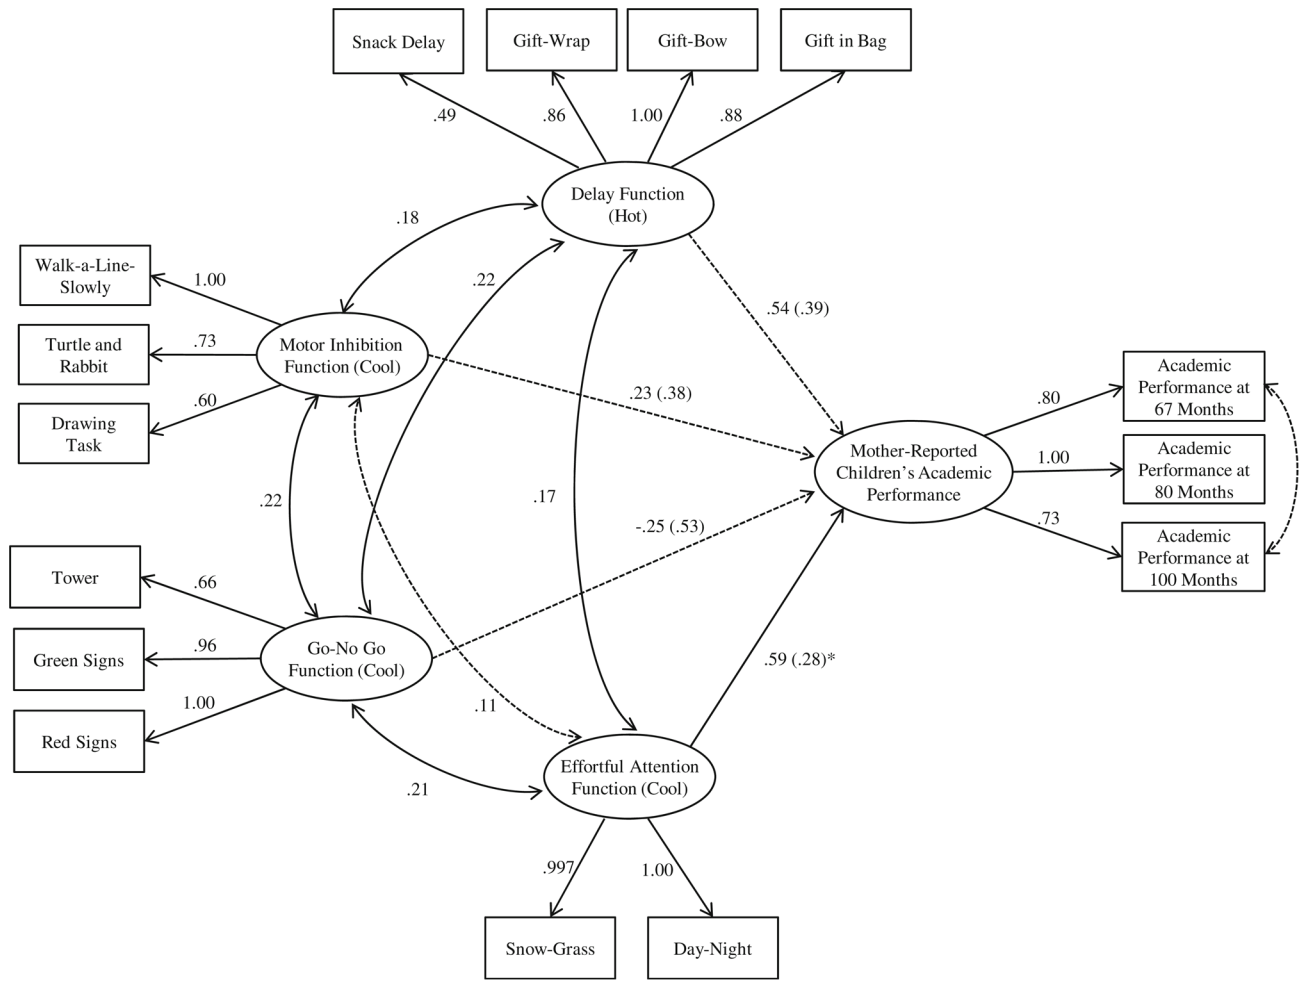 Snack Delay
Gift-Wrap
Gift-Bow
Gift in Bag
.49
.86
1.00
.88
Delay Function
(Hot)
.18
.22
Walk-a-Line-
Slowly
1.00
Turtle and
Rabbit
.73
Drawing
Task
.60
Motor Inhibition
Function (Cool)
.54 (.39)
.23 (.38)
.22
.17
-.25 (.53)
Mother-Reported
Children's Academic
Performance
.80
1.00
.73
Academic
Performance at
67 Months
Academic
Performance at
80 Months
Academic
Performance at
100 Months
Tower
.66
Green Signs
.96
Red Signs
1.00
Go-No Go
Function (Cool)
.11
.21
.59 (.28)*
Effortful Attention
Function (Cool)
.997
1.00
Snow-Grass
Day-Night